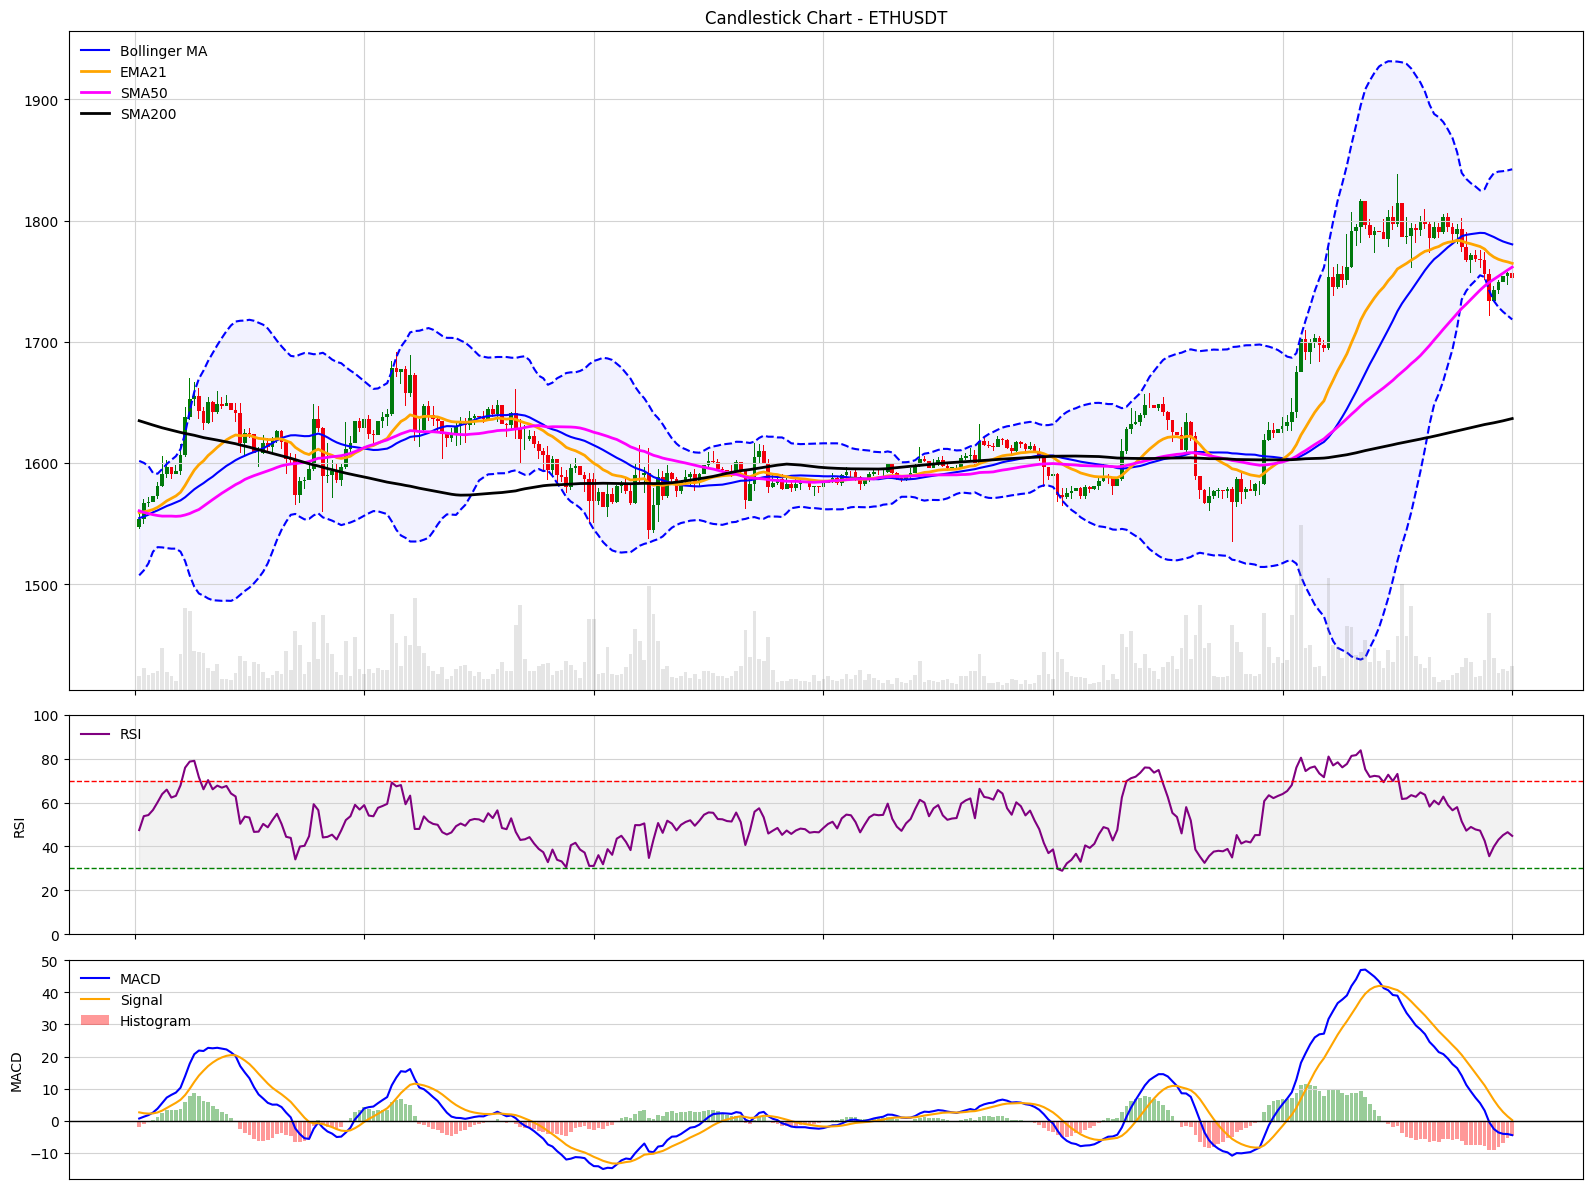 Candlestick Chart - ETHUSDT
Bollinger MA
EMA21
SMA50
SMA200
1900
1800
1700
1600
1500
RSI
100
80
60
40
20
0
RSI
MACD
Signal
Histogram
50
40
30
20
10
0
−10
MACD